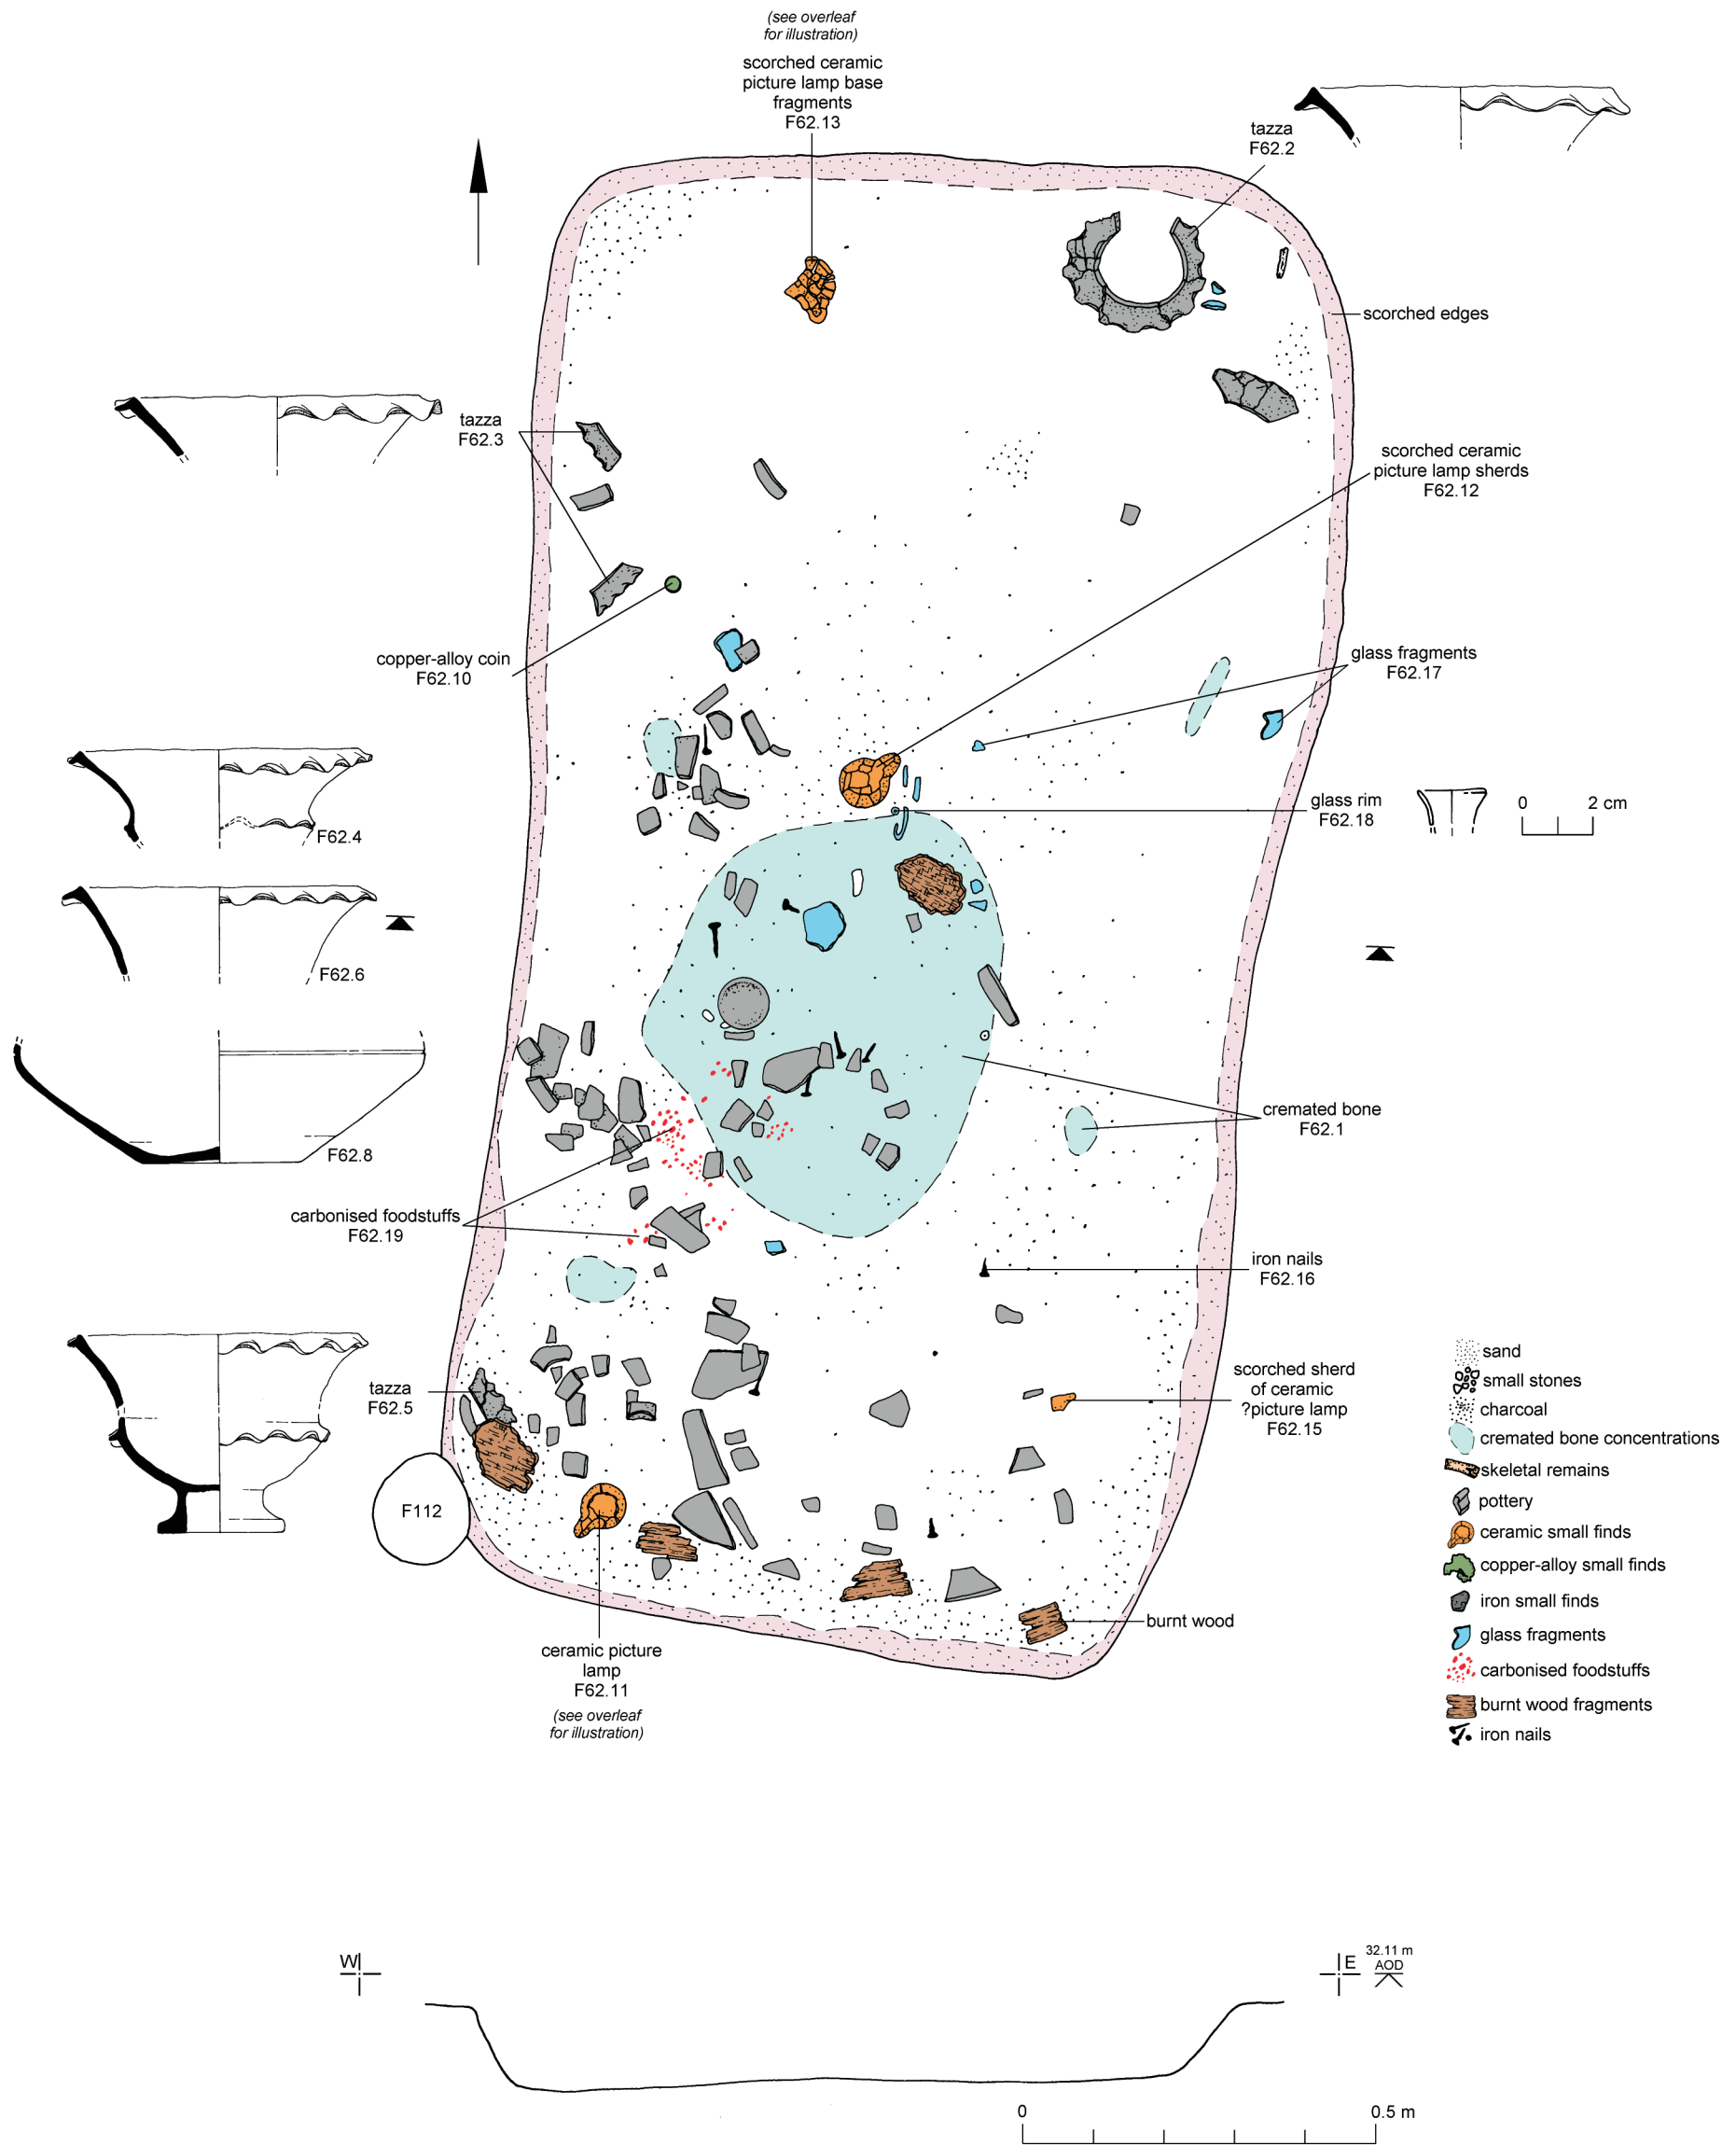 (see overleaf
for illustration)
scorched ceramic
picture lamp base
fragments
F62.13
tazza
F62.2
scorched edges
tazza
F62.3
scorched ceramic
picture lamp sherds
F62.12
copper-alloy coin
F62.10
glass fragments
F62.17
glass rim
F62.18
0 2 cm
F62.4
F62.6
F62.8
cremated bone
F62.1
carbonised foodstuffs
F62.19
iron nails
F62.16
tazza
F62.5
scorched sherd
of ceramic
?picture lamp
F62.15
F112
burnt wood
ceramic picture
lamp
F62.11
(see overleaf
for illustration)
sand
small stones
charcoal
cremated bone concentrations
skeletal remains
pottery
ceramic small finds
copper-alloy small finds
iron small finds
glass fragments
carbonised foodstuffs
burnt wood fragments
iron nails
W
E
32.11 m
AOD
0 0.5 m